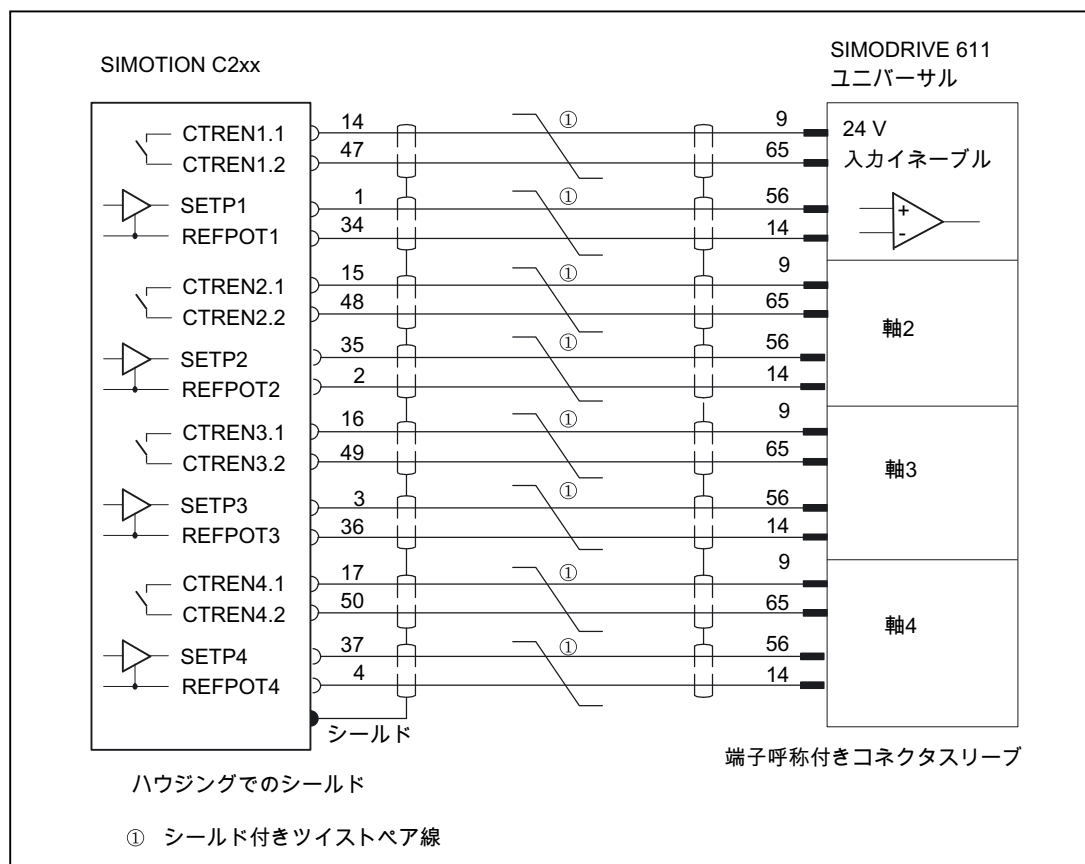 SIMOTION C2xx
SIMODRIVE 611
ユニバーサル
CTREN1.1 14 ① 9 24 V
CTREN1.2 47 65 入力イネーブル
SETP1 1 ① 56 +
REFPOT1 34 14 -
CTREN2.1 15 ① 9
CTREN2.2 48 65 軸2
SETP2 35 ① 56
REFPOT2 2 14
CTREN3.1 16 ① 9
CTREN3.2 49 65 軸3
SETP3 3 ① 56
REFPOT3 36 14
CTREN4.1 17 ① 9
CTREN4.2 50 65 軸4
SETP4 37 ① 56
REFPOT4 4 14
シールド
端子呼称付きコネクタスリーブ
ハウジングでのシールド
① シールド付きツイストペア線